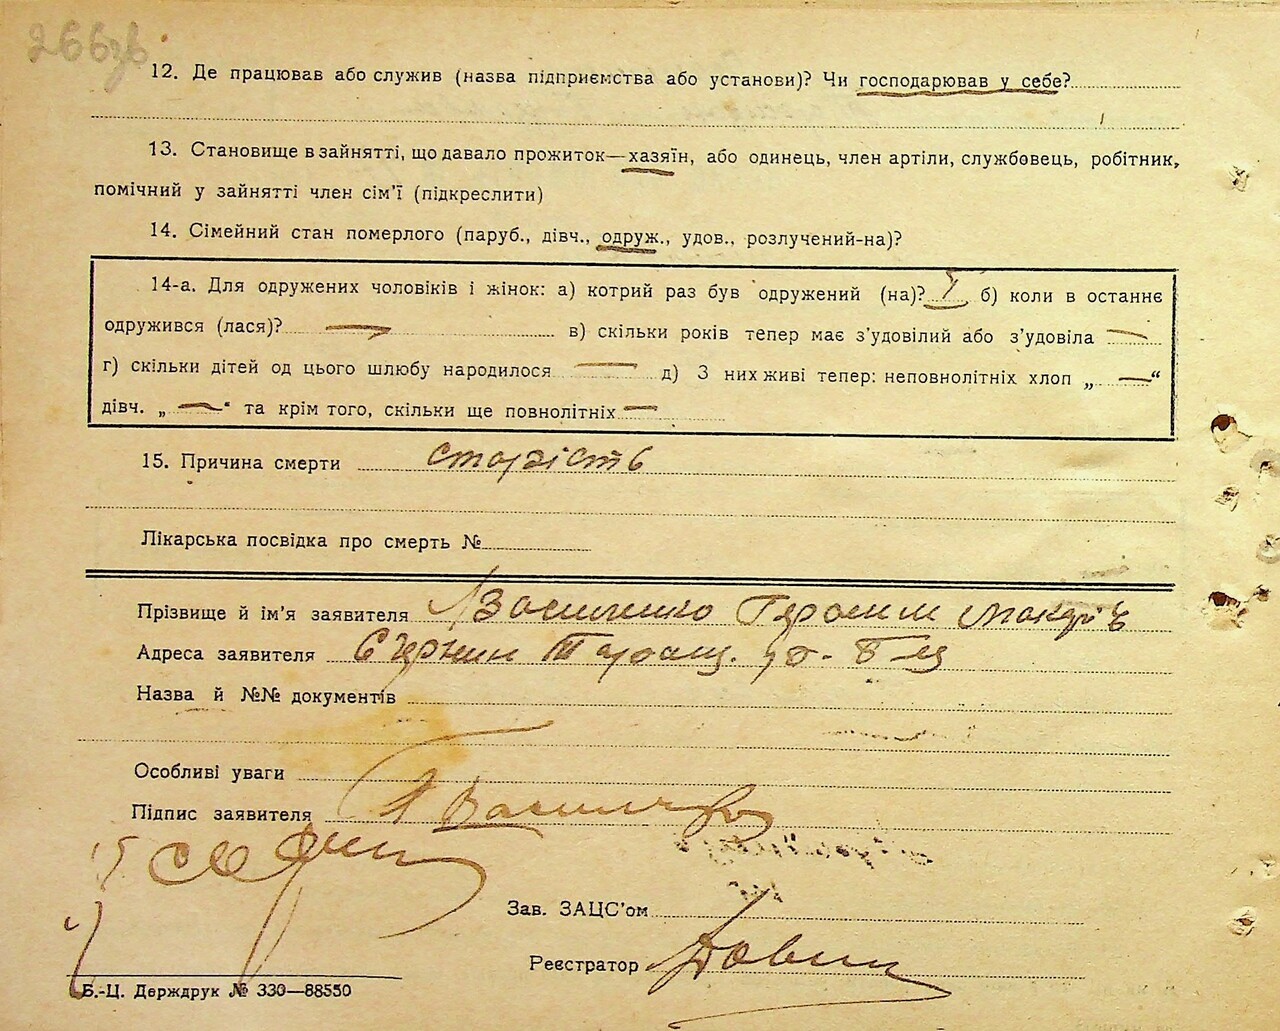 266зв
12. Де працював або служив (назва підприємства або установи)? Чи господарював у себе?
13. Становище в зайнятті, що давало прожиток—хазяїн, або одинець, член артіли, службовець, робітник,
помічний у зайнятті член сім'ї (підкреслити)
14. Сімейний стан померлого (паруб., дівч., одруж., удов., розлучений-на)?
14-а. Для одружених чоловіків і жінок: а) котрий раз був одружений (на)? б) коли в останнє
одружився (лася)? — в) скільки років тепер має з'удовілий або з'удовіла —
г) скільки дітей од цього шлюбу народилося — д) З них живі тепер: неповнолітніх хлоп „ — “
дівч. „ — “ та крім того, скільки ще повнолітніх —
15. Причина смерти старість
Лікарська посвідка про смерть №
Прізвище й ім'я заявителя Василенко Герасим
Адреса заявителя Таращ. Б-Ц
Назва й №№ документів
Особливі уваги
Підпис заявителя
Зав. ЗАЦС'ом
Реєстратор
Б.-Ц. Держдрук № 330—88550